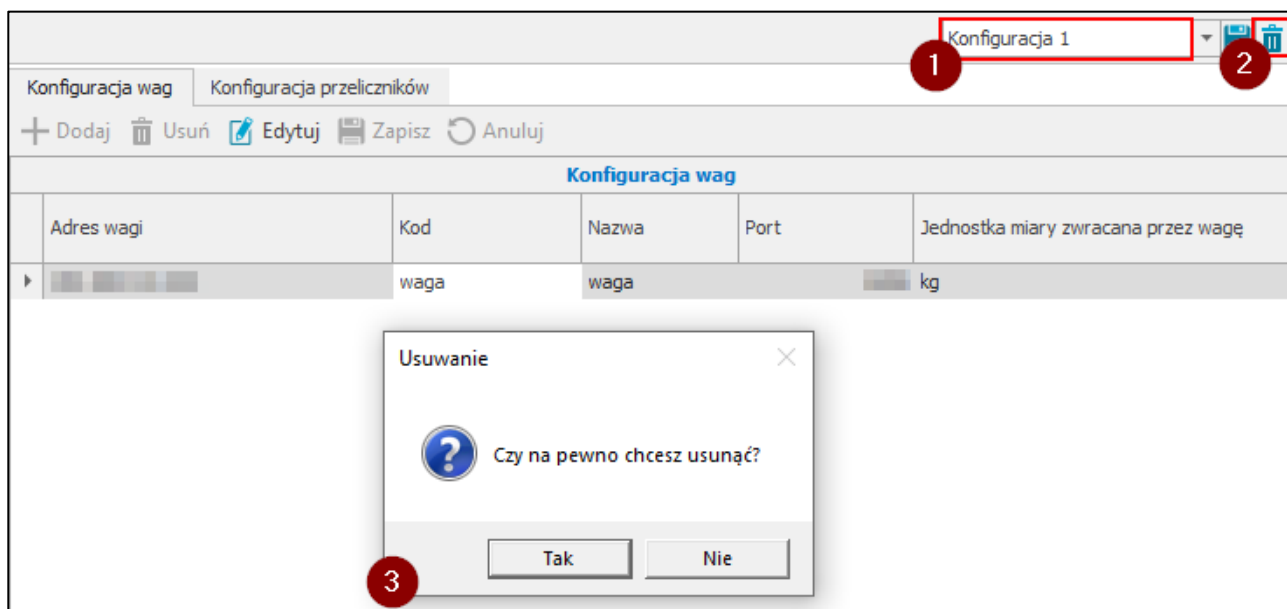 Konfiguracja 1
1
2
Konfiguracja wag Konfiguracja przeliczników
Dodaj Usuń Edytuj Zapisz Anuluj
Konfiguracja wag
Adres wagi Kod Nazwa Port Jednostka miary zwracana przez wagę
waga waga kg
Usuwanie
Czy na pewno chcesz usunąć?
Tak Nie
3